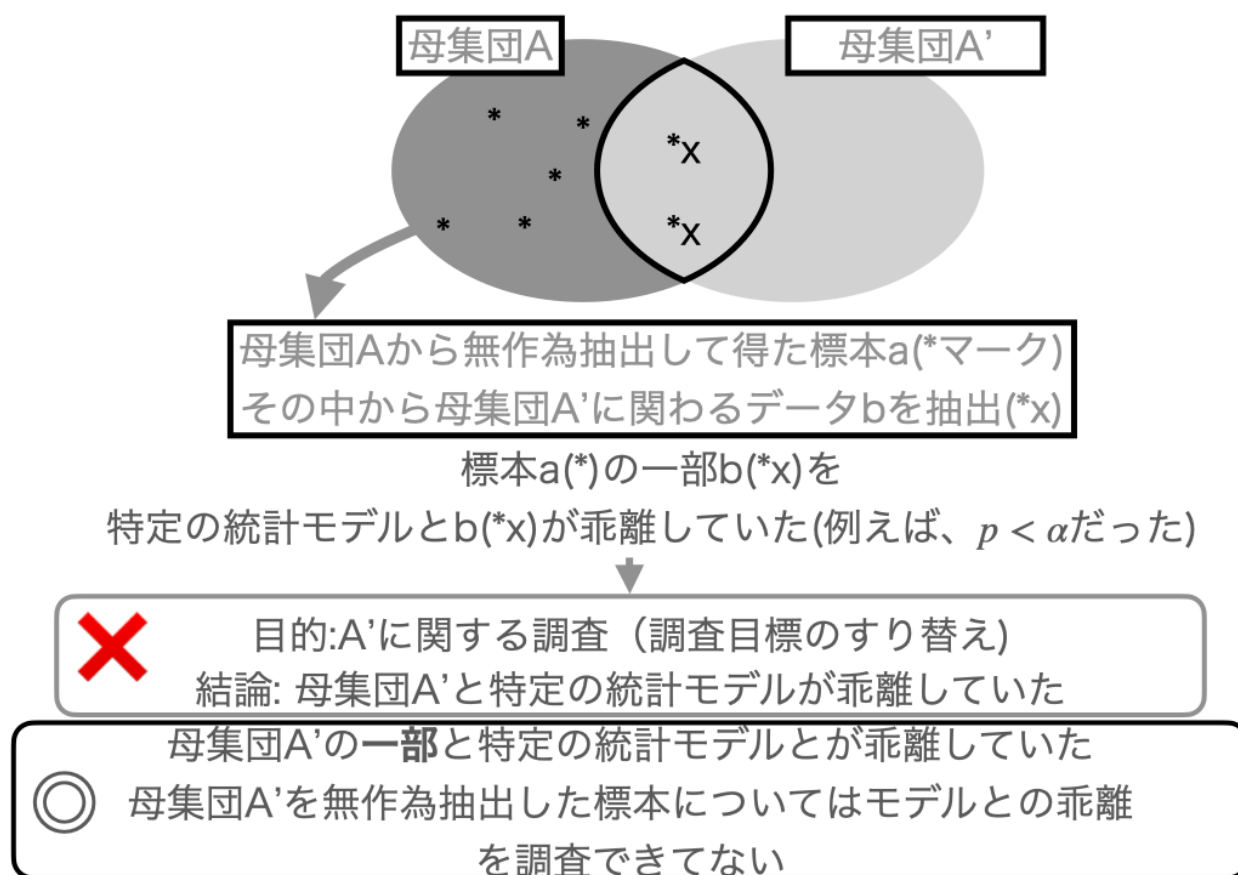 母集団A
母集団A’
*
*
*x
*
*
*
*x
母集団Aから無作為抽出して得た標本a(*マーク)
その中から母集団A’に関わるデータbを抽出(*x)
標本a(*)の一部b(*x)を
特定の統計モデルとb(*x)が乖離していた(例えば、p < αだった)
目的:A’に関する調査（調査目標のすり替え)
結論: 母集団A’と特定の統計モデルが乖離していた
母集団A’の一部と特定の統計モデルとが乖離していた
母集団A’を無作為抽出した標本についてはモデルとの乖離
を調査できてない